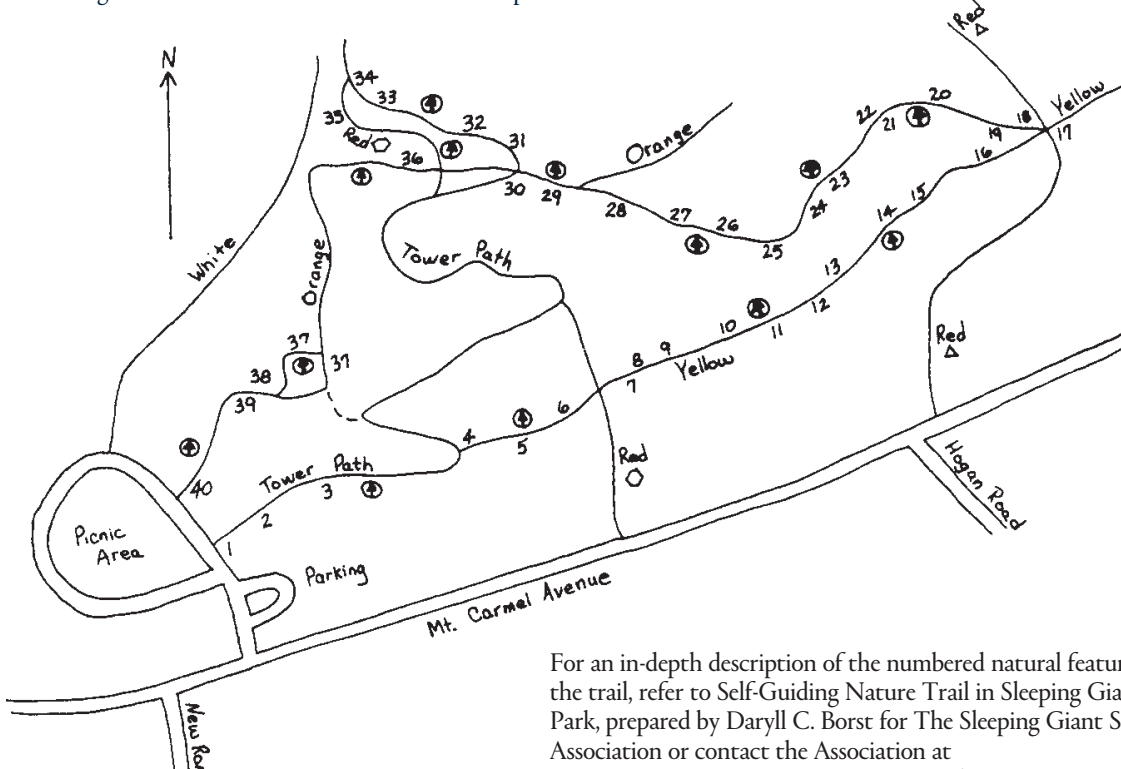 N
White
Orange
Red
Red
Yellow
Orange
34
33
35
32
31
36
30
29
28
27
26
25
24
23
22
21
20
19
18
17
16
15
14
13
12
11
10
9
8
7
Yellow
6
5
4
Tower Path
37
37
38
39
40
Tower Path
3
2
1
Red
Red
Picnic
Area
Parking
Mt. Carmel Avenue
Hogan Road
For an in-depth description of the numbered natural
the trail, refer to Self-Guiding Nature Trail in Sleeping
Park, prepared by Daryll C. Borst for The Sleeping Giant
Association or contact the Association at